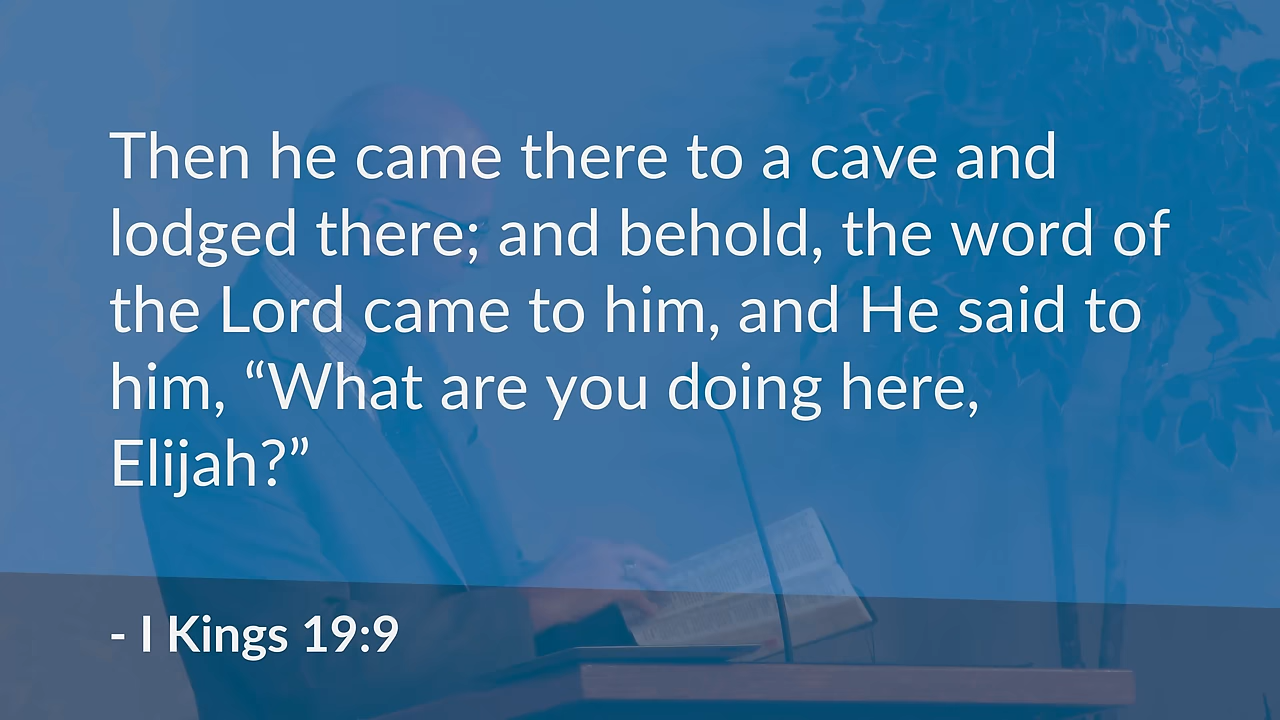 Then he came there to a cave and
lodged there; and behold, the word of
the Lord came to him, and He said to
him, “What are you doing here,
Elijah?”
- I Kings 19:9